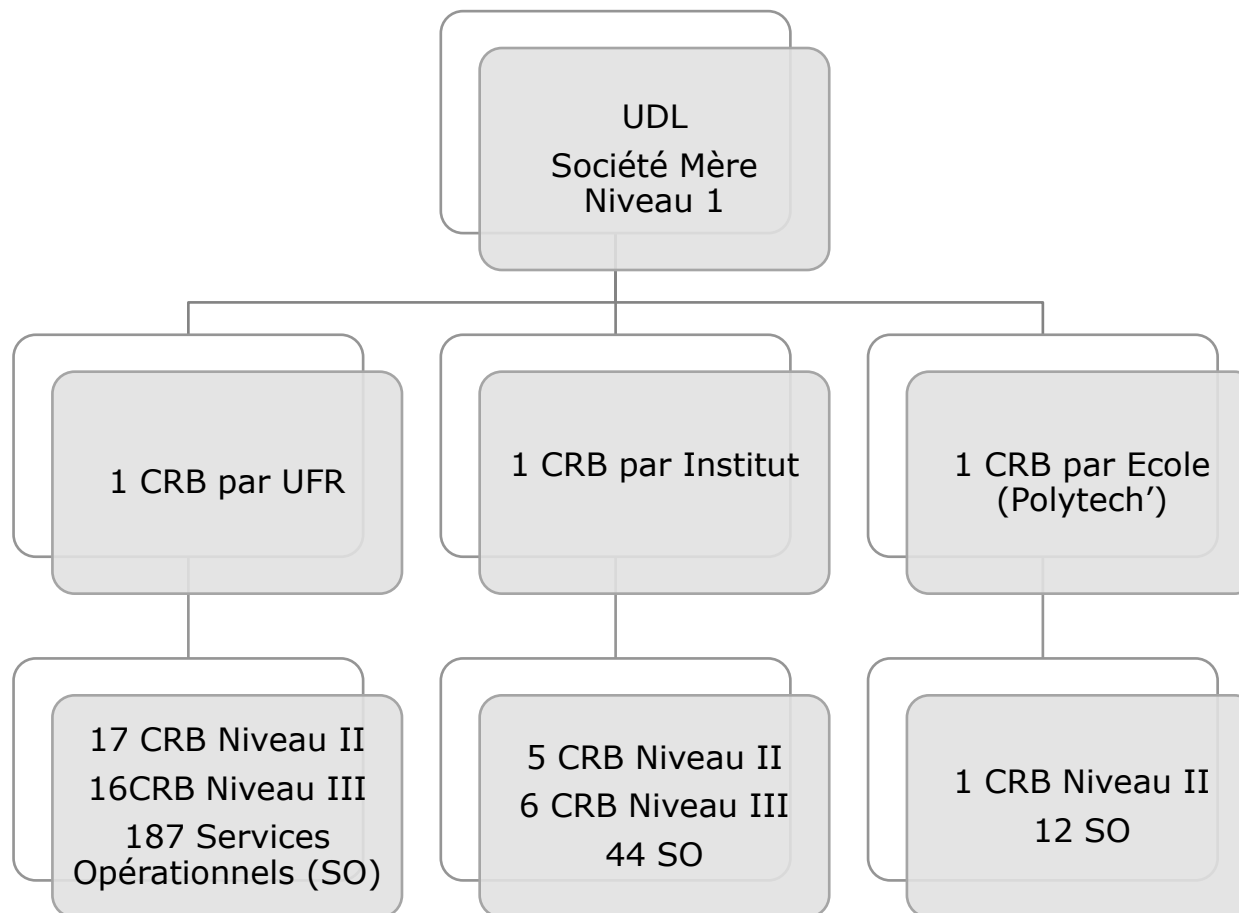 UDL
Société Mère
Niveau 1
1 CRB par UFR
1 CRB par Institut
1 CRB par Ecole
(Polytech’)
17 CRB Niveau II
16CRB Niveau III
187 Services
Opérationnels (SO)
5 CRB Niveau II
6 CRB Niveau III
44 SO
1 CRB Niveau II
12 SO